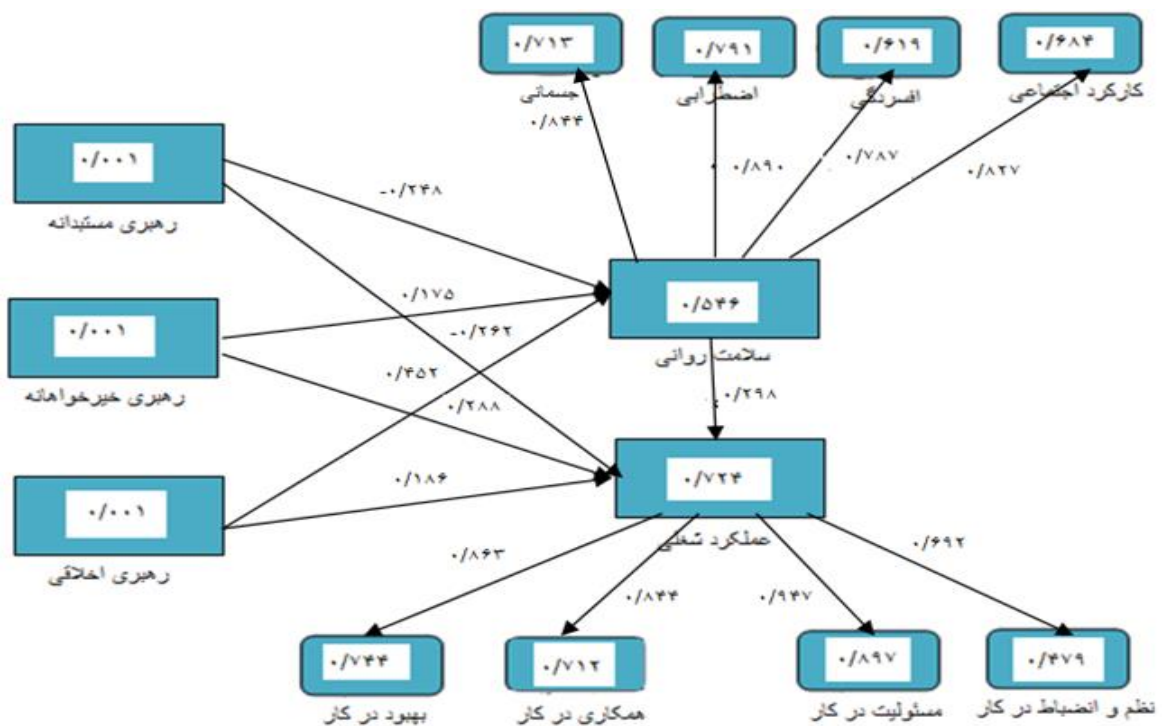 ۰/۷۱۳
۰/۷۹۱
۰/۶۱۹
۰/۶۸۴
جسمانی
اضطرابی
افسردگی
کارکرد اجتماعی
۰/۸۴۴
۰/۸۹۰
۰/۷۸۷
۰/۸۲۷
۰/۰۰۱
رهبری مستبدانه
-۰/۲۴۸
۰/۱۷۵
-۰/۲۶۲
۰/۰۰۱
رهبری خیرخواهانه
۰/۵۴۶
سلامت روانی
۰/۴۵۲
۰/۲۸۸
۰/۲۹۸
۰/۱۸۶
۰/۰۰۱
رهبری اخلاقی
۰/۷۲۴
عملکرد شغلی
۰/۸۶۳
۰/۸۴۴
۰/۹۴۷
۰/۶۹۲
۰/۷۴۴
۰/۷۱۲
۰/۸۹۷
۰/۴۷۹
بهبود در کار
همکاری در کار
مسئولیت در کار
نظم و انضباط در کار